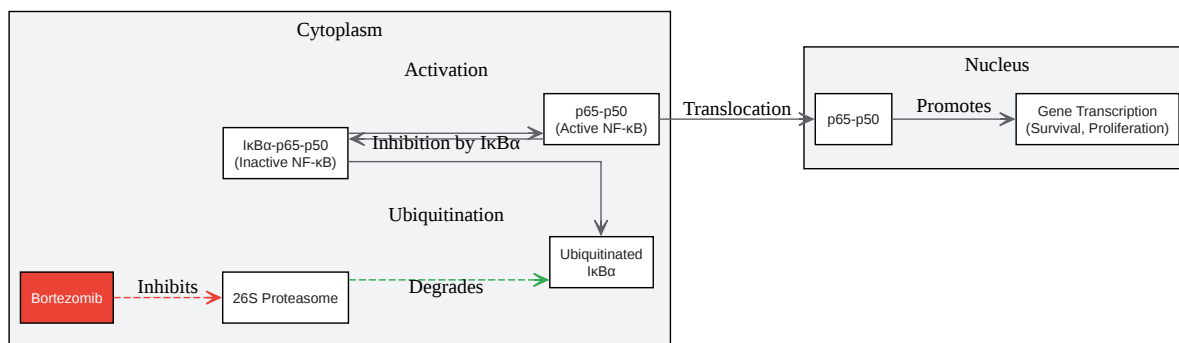 Cytoplasm
Activation
p65-p50
(Active NF-κB)
Translocation
Nucleus
p65-p50
Promotes
Gene Transcription
(Survival, Proliferation)
IκBα-p65-p50
(Inactive NF-κB)
Inhibition by IκBα
Ubiquitination
Ubiquitinated
IκBα
Bortezomib
Inhibits
26S Proteasome
Degrades